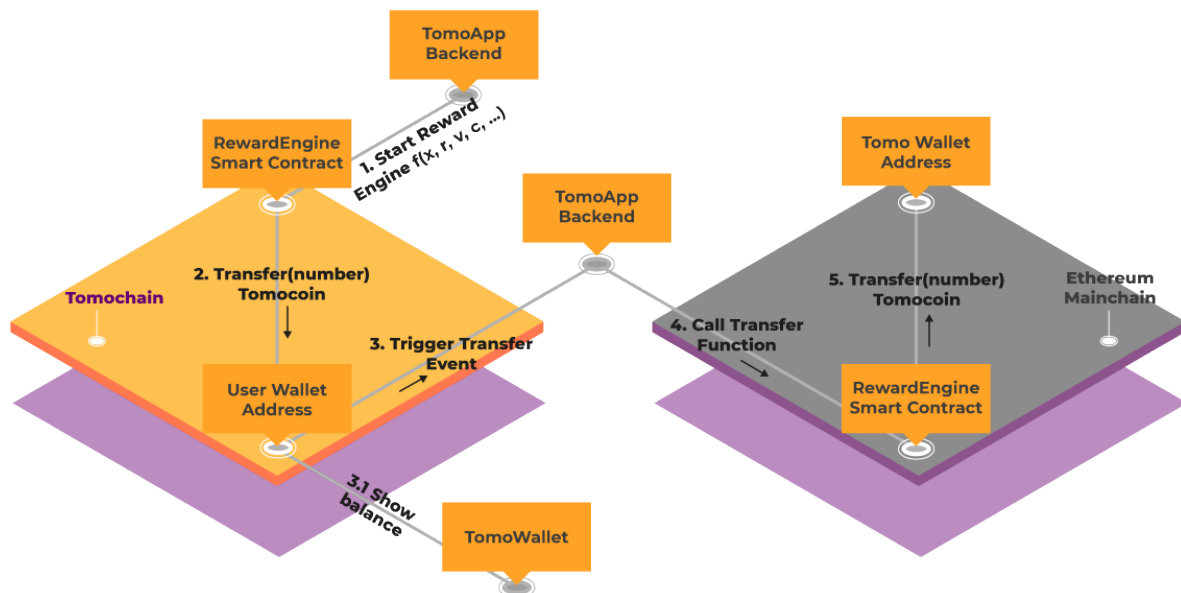 TomoApp
Backend
1. Start Reward
Engine f(x, r, v, c, ...)
RewardEngine
Smart Contract
2. Transfer(number)
Tomocoin
Tomochain
User Wallet
Address
3. Trigger Transfer
Event
3.1 Show
balance
TomoWallet
TomoApp
Backend
4. Call Transfer
Function
Tomo Wallet
Address
5. Transfer(number)
Tomocoin
Ethereum
Mainchain
RewardEngine
Smart Contract